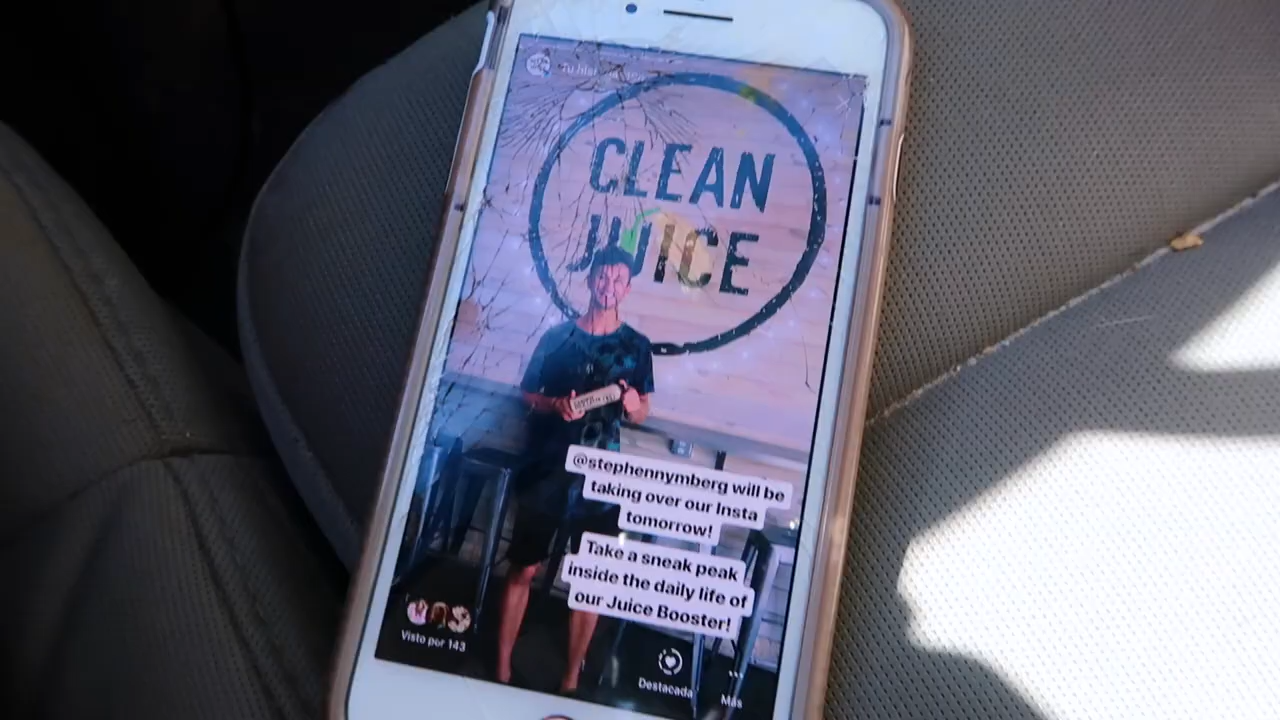 Tu
CLEAN
JUICE
@stephennymberg will be
taking over our Insta
tomorrow!
Take a sneak peak
inside the daily life of
our Juice Booster!
Visto por 143
Destacada
Más